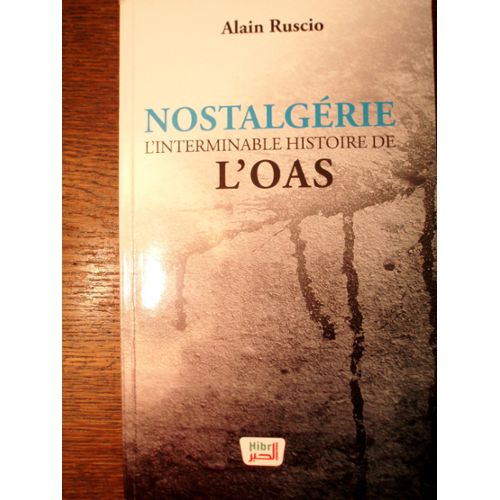 Alain Ruscio
NOSTALGÉRIE
L'INTERMINABLE HISTOIRE DE
L'OAS
Hibr
الحبر